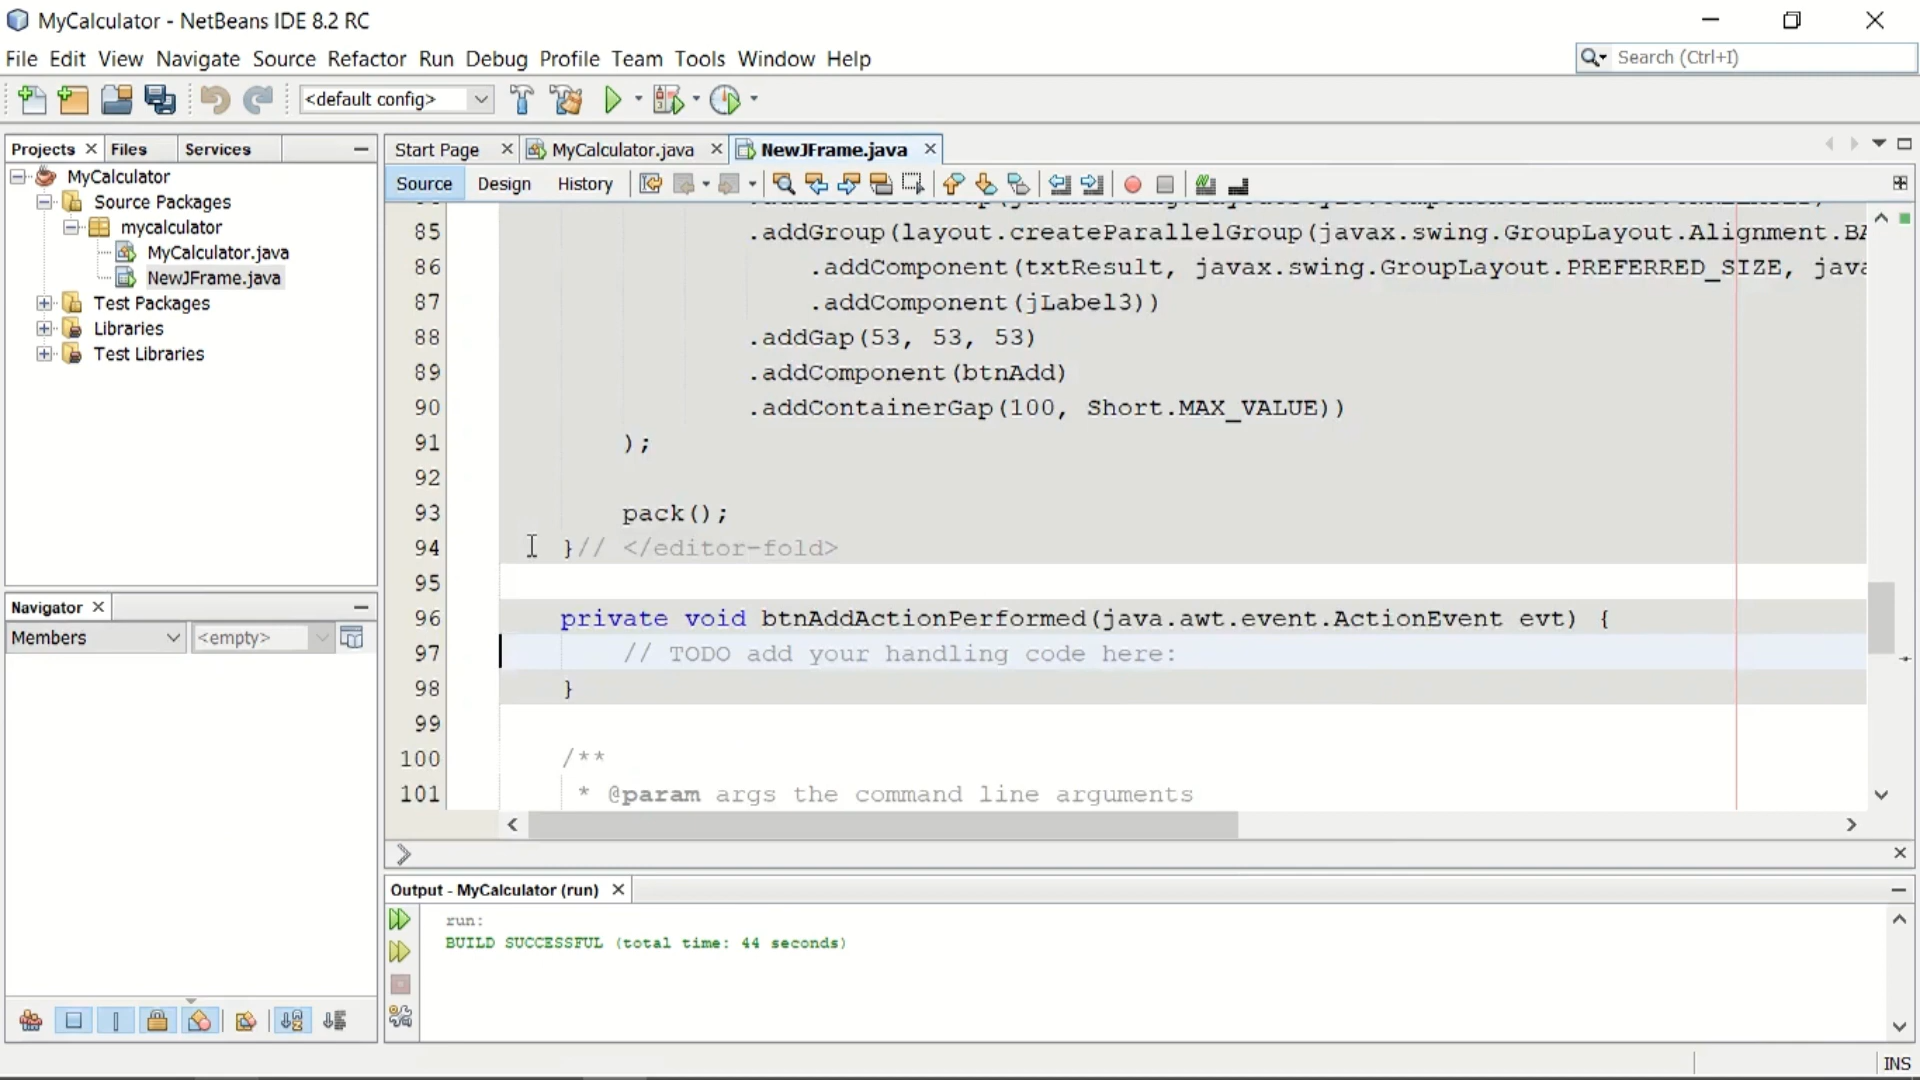 MyCalculator - NetBeans IDE 8.2 RC
File Edit View Navigate Source Refactor Run Debug Profile Team Tools Window Help
Search (Ctrl+I)
<default config>
Projects Files Services
MyCalculator
Source Packages
mycalculator
MyCalculator.java
NewJFrame.java
Test Packages
Libraries
Test Libraries
Navigator
Members <empty>
Start Page MyCalculator.java NewJFrame.java
Source Design History
85 .addGroup(layout.createParallelGroup(javax.swing.GroupLayout.Alignment.BA
86 .addComponent(txtResult, javax.swing.GroupLayout.PREFERRED_SIZE, java
87 .addComponent(jLabel3))
88 .addGap(53, 53, 53)
89 .addComponent(btnAdd)
90 .addContainerGap(100, Short.MAX_VALUE))
91 );
92
93 pack();
94 }// </editor-fold>
95
96 private void btnAddActionPerformed(java.awt.event.ActionEvent evt) {
97 // TODO add your handling code here:
98 }
99
100 /**
101 * @param args the command line arguments
Output - MyCalculator (run)
run:
BUILD SUCCESSFUL (total time: 44 seconds)
INS